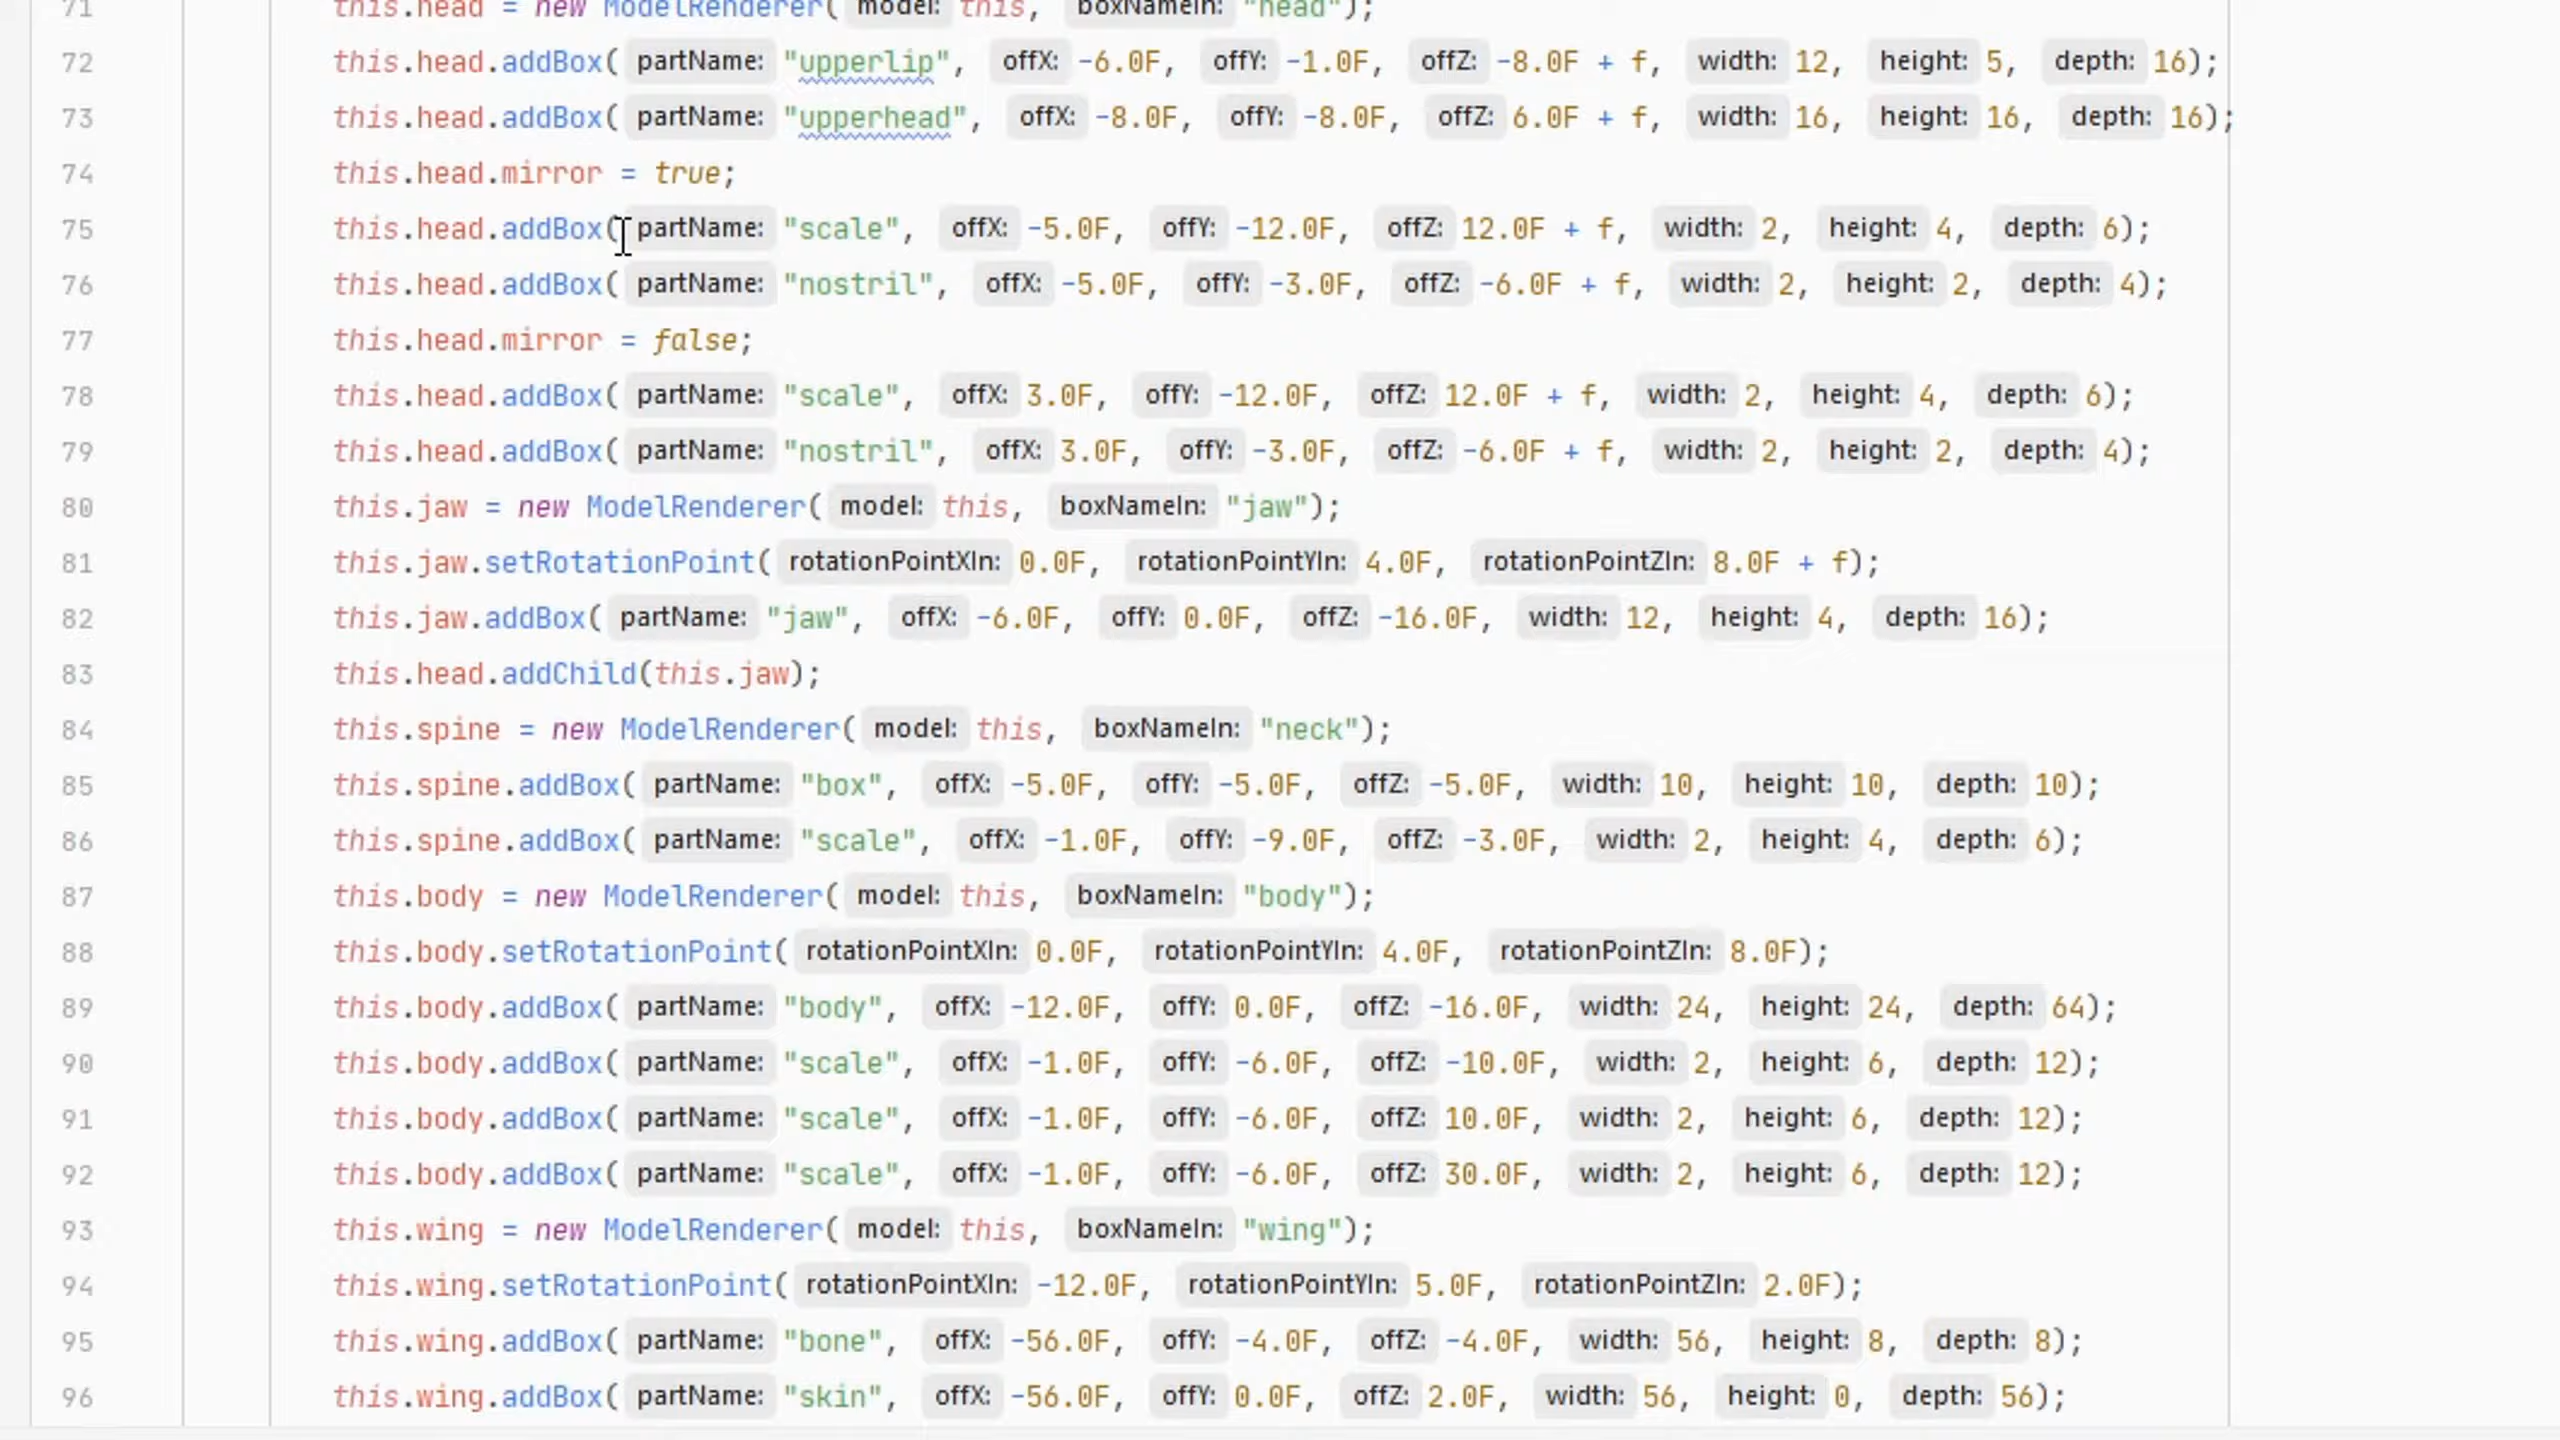 71 this.head = new ModelRenderer( model: this, boxNameIn: "head");
72 this.head.addBox( partName: "upperlip", offX: -6.0F, offY: -1.0F, offZ: -8.0F + f, width: 12, height: 5, depth: 16);
73 this.head.addBox( partName: "upperhead", offX: -8.0F, offY: -8.0F, offZ: 6.0F + f, width: 16, height: 16, depth: 16);
74 this.head.mirror = true;
75 this.head.addBox( partName: "scale", offX: -5.0F, offY: -12.0F, offZ: 12.0F + f, width: 2, height: 4, depth: 6);
76 this.head.addBox( partName: "nostril", offX: -5.0F, offY: -3.0F, offZ: -6.0F + f, width: 2, height: 2, depth: 4);
77 this.head.mirror = false;
78 this.head.addBox( partName: "scale", offX: 3.0F, offY: -12.0F, offZ: 12.0F + f, width: 2, height: 4, depth: 6);
79 this.head.addBox( partName: "nostril", offX: 3.0F, offY: -3.0F, offZ: -6.0F + f, width: 2, height: 2, depth: 4);
80 this.jaw = new ModelRenderer( model: this, boxNameIn: "jaw");
81 this.jaw.setRotationPoint( rotationPointXIn: 0.0F, rotationPointYIn: 4.0F, rotationPointZIn: 8.0F + f);
82 this.jaw.addBox( partName: "jaw", offX: -6.0F, offY: 0.0F, offZ: -16.0F, width: 12, height: 4, depth: 16);
83 this.head.addChild(this.jaw);
84 this.spine = new ModelRenderer( model: this, boxNameIn: "neck");
85 this.spine.addBox( partName: "box", offX: -5.0F, offY: -5.0F, offZ: -5.0F, width: 10, height: 10, depth: 10);
86 this.spine.addBox( partName: "scale", offX: -1.0F, offY: -9.0F, offZ: -3.0F, width: 2, height: 4, depth: 6);
87 this.body = new ModelRenderer( model: this, boxNameIn: "body");
88 this.body.setRotationPoint( rotationPointXIn: 0.0F, rotationPointYIn: 4.0F, rotationPointZIn: 8.0F);
89 this.body.addBox( partName: "body", offX: -12.0F, offY: 0.0F, offZ: -16.0F, width: 24, height: 24, depth: 64);
90 this.body.addBox( partName: "scale", offX: -1.0F, offY: -6.0F, offZ: -10.0F, width: 2, height: 6, depth: 12);
91 this.body.addBox( partName: "scale", offX: -1.0F, offY: -6.0F, offZ: 10.0F, width: 2, height: 6, depth: 12);
92 this.body.addBox( partName: "scale", offX: -1.0F, offY: -6.0F, offZ: 30.0F, width: 2, height: 6, depth: 12);
93 this.wing = new ModelRenderer( model: this, boxNameIn: "wing");
94 this.wing.setRotationPoint( rotationPointXIn: -12.0F, rotationPointYIn: 5.0F, rotationPointZIn: 2.0F);
95 this.wing.addBox( partName: "bone", offX: -56.0F, offY: -4.0F, offZ: -4.0F, width: 56, height: 8, depth: 8);
96 this.wing.addBox( partName: "skin", offX: -56.0F, offY: 0.0F, offZ: 2.0F, width: 56, height: 0, depth: 56);